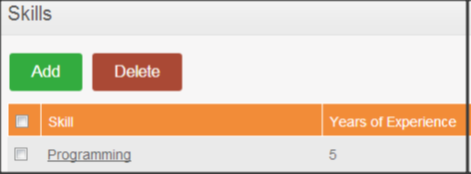 Skills
Add Delete
Skill Years of Experience
Programming 5